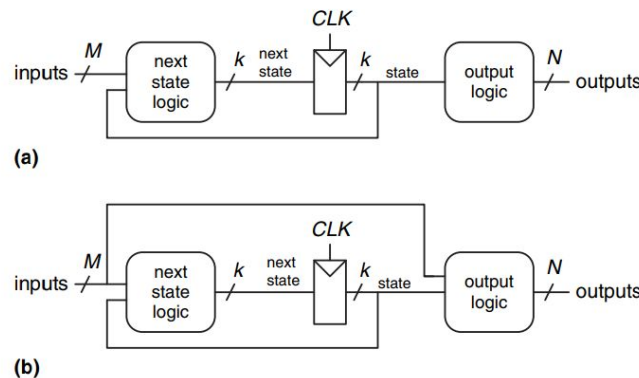 CLK
M
next
k
next
k
N
inputs
state
state
state
output
outputs
logic
logic
(a)
CLK
M
next
k
next
k
N
inputs
state
state
state
output
outputs
logic
logic
(b)